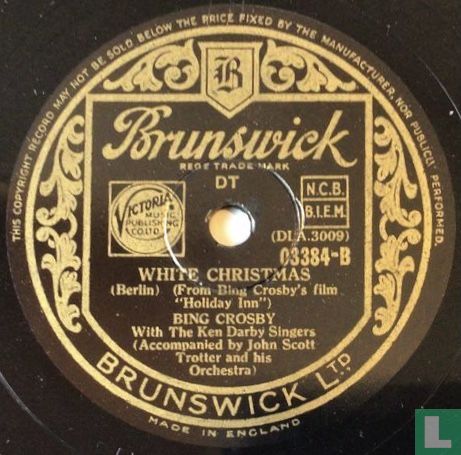 THIS COPYRIGHT RECORD MAY NOT BE SOLD BELOW THE PRICE FIXED BY THE MANUFACTURER, NOR PUBLICLY PERFORMED.
B
Brunswick
REGD TRADE MARK
DT
VICTORIA
MUSIC
PUBLISHING
CO LTD
N.C.B.
B.I.E.M.
(DLA.3009)
03384-B
WHITE CHRISTMAS
(Berlin) (From Bing Crosby's film
"Holiday Inn")
BING CROSBY
With The Ken Darby Singers
(Accompanied by John Scott
Trotter and his
Orchestra)
BRUNSWICK LTD.
MADE IN ENGLAND
L